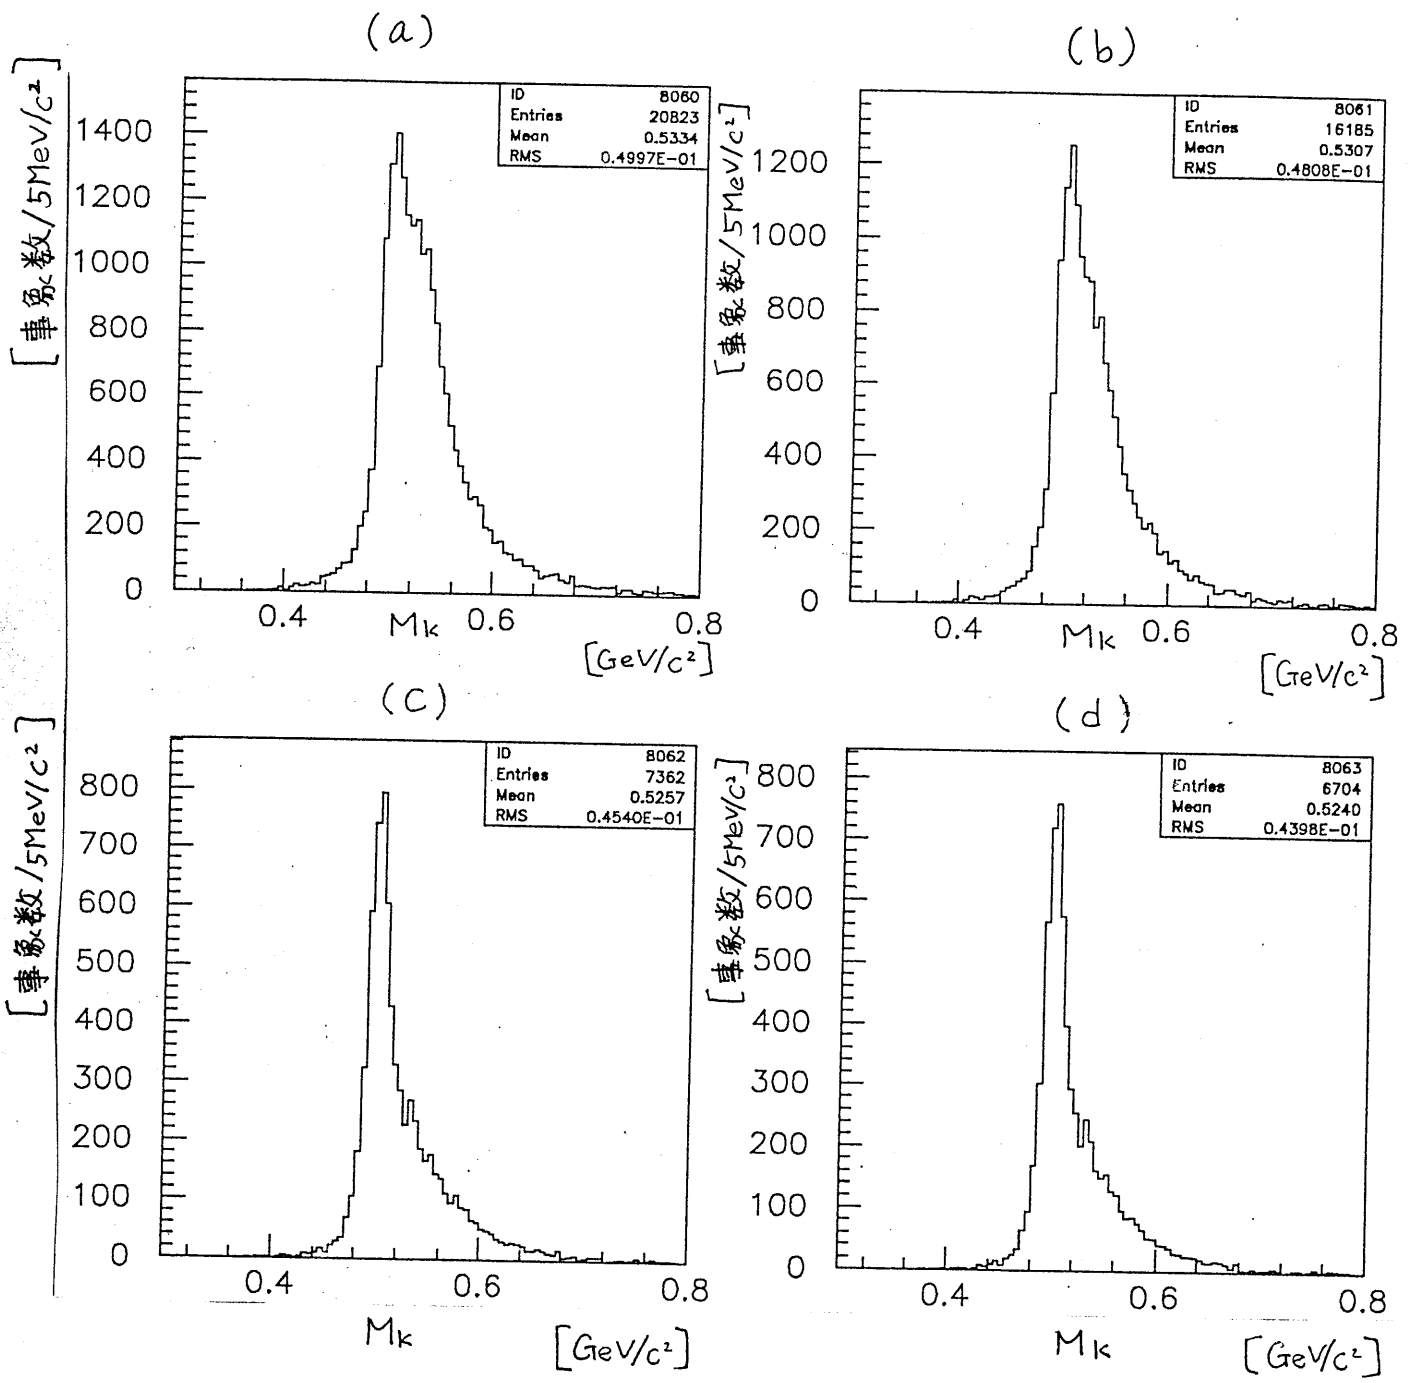 (a)
[事象数/5MeV/c²]
ID 8060
Entries 20823
Mean 0.5334
RMS 0.4997E-01
1400
1200
1000
800
600
400
200
0
0.4 0.6 0.8
Mk
[GeV/c²]
(b)
[事象数/5MeV/c²]
ID 8061
Entries 16185
Mean 0.5307
RMS 0.4808E-01
1200
1000
800
600
400
200
0
0.4 0.6 0.8
Mk
[GeV/c²]
(c)
[事象数/5MeV/c²]
ID 8062
Entries 7362
Mean 0.5257
RMS 0.4540E-01
800
700
600
500
400
300
200
100
0
0.4 0.6 0.8
Mk
[GeV/c²]
(d)
[事象数/5MeV/c²]
ID 8063
Entries 6704
Mean 0.5240
RMS 0.4398E-01
800
700
600
500
400
300
200
100
0
0.4 0.6 0.8
Mk
[GeV/c²]